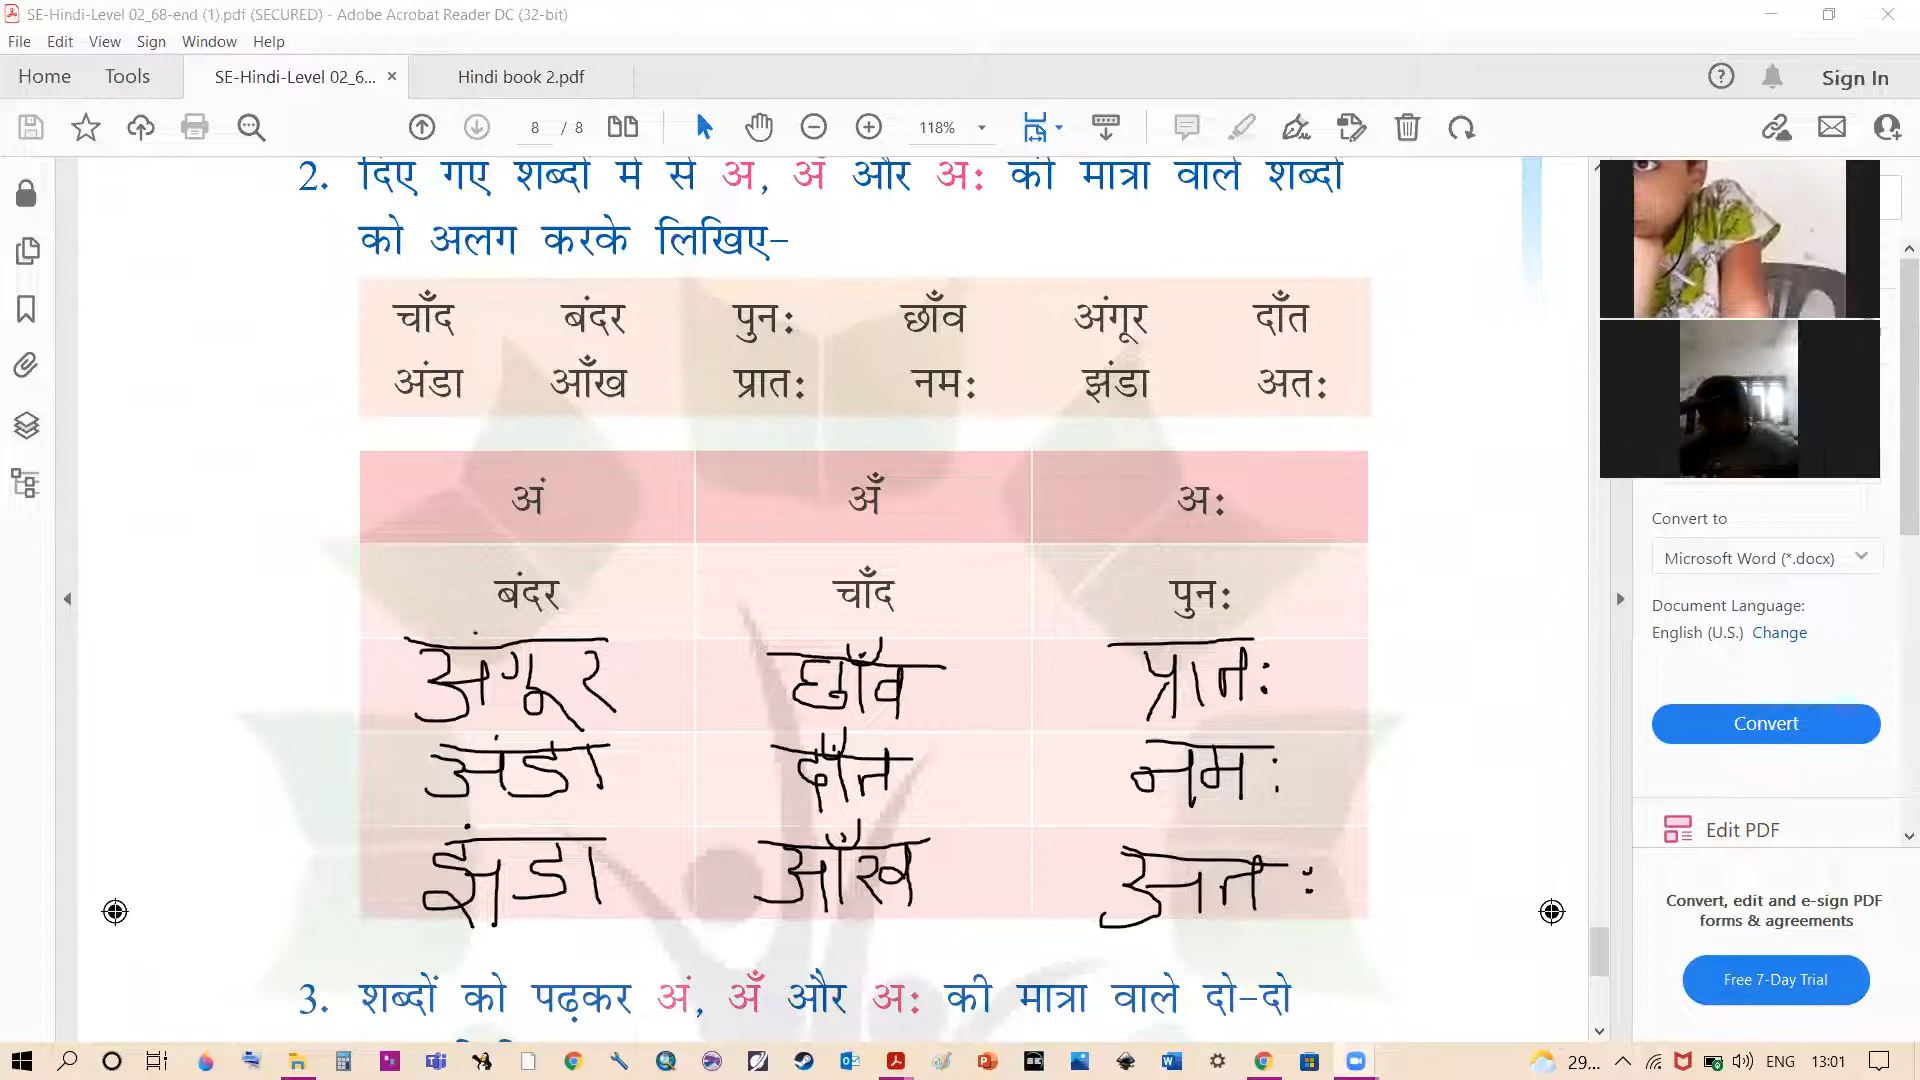 SE-Hindi-Level 02_68-end (1).pdf (SECURED) - Adobe Acrobat Reader DC (32-bit)
File Edit View Sign Window Help
Home Tools SE-Hindi-Level 02_6... × Hindi book 2.pdf Sign In
8 / 8 118%
2. दिए गए शब्दों में से अं, अँ और अः की मात्रा वाले शब्दों
को अलग करके लिखिए-
चाँद बंदर पुनः छाँव अंगूर दाँत
अंडा आँख प्रातः नमः झंडा अतः
अं अँ अः
बंदर चाँद पुनः
अंगूर छाँव प्रातः
अंडा दाँत नमः
झंडा आँख अतः
3. शब्दों को पढ़कर अं, अँ और अः की मात्रा वाले दो-दो
Convert to
Microsoft Word (*.docx)
Document Language:
English (U.S.) Change
Convert
Edit PDF
Convert, edit and e-sign PDF
forms & agreements
Free 7-Day Trial
29... ENG 13:01